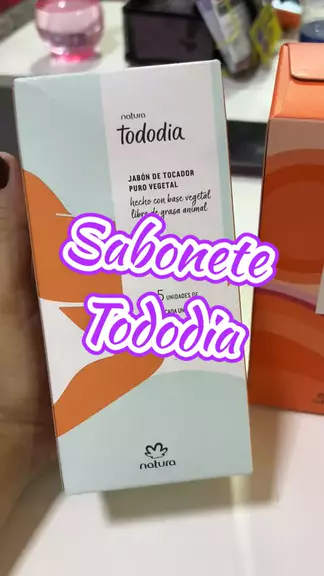 natura
Tododia
JABÓN DE TOCADOR
PURO VEGETAL
hecho con base vegetal
libre de grasa animal
Sabonete
5 UNIDADES DE
Tododia
natura